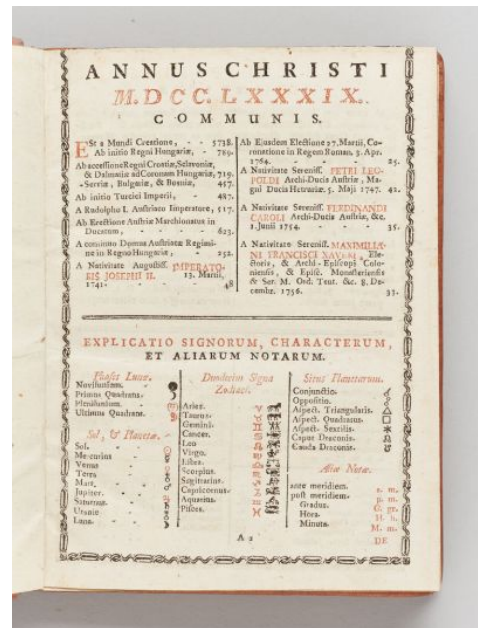 ANNUS CHRISTI
M.DCC.LXXXIX.
COMMUNIS.
ESt a Mundi Creatione, - - 5738.
Ab initio Regni Hungariæ, - 789.
Ab accessione Regni Croatiæ, Sclavoniæ,
& Dalmatiæ ad Coronam Hungariæ, 719.
- Serviæ, Bulgariæ, & Bosniæ, 457.
Ab initio Turcici Imperii, - 487.
A Rudolpho I. Austriaco Imperatore, 517.
Ab Erectione Austriæ Marchionatus in
Ducatum, - - - - 623.
A continuo Domus Austriacæ Regimi-
ne in Regno Hungariæ, 252.
A Nativitate Augustiss. IMPERATO-
RIS JOSEPHI II. 13. Martii,
1741. - - - 48
Ab Ejusdem Electione 27. Martii, Co-
ronatione in Regem Roman. 3. Apr.
1764. - - - - 25.
A Nativitate Sereniss. PETRI LEO-
POLDI Archi-Ducis Austriæ, Ma-
gni Ducis Hetruriæ. 5. Maji 1747. 42.
A Nativitate Sereniss. FERDINANDI
CAROLI Archi-Ducis Austriæ, &c.
1. Junii 1754. - - - 35.
A Nativitate Sereniss. MAXIMILIA-
NI FRANCISCI XAVERI, Ele-
ctoris, & Archi-Episcopi Colo-
niensis, & Episc. Monasteriensis
& Ser. M. Ord. Teut. &c. 8. De-
cembr. 1756. 33.
EXPLICATIO SIGNORUM, CHARACTERUM,
ET ALIARUM NOTARUM.
Phases Lunæ.
Novilunium.
Primus Quadrans.
Plenilunium.
Ultimus Quadrans.
Sol, & Planetæ.
Sol.
Mercurius
Venus
Terra
Mars.
Jupiter.
Saturnus.
Uranie
Luna.
Duodecim Signa
Zodiaci.
Aries.
Taurus.
Gemini.
Cancer.
Leo
Virgo.
Libra.
Scorpius.
Sagittarius.
Capricornus.
Aquarius.
Pisces.
Situs Planetarum.
Conjunctio.
Oppositio.
Aspect. Triangularis.
Aspect. Quadratus.
Aspect. Sextilis.
Caput Draconis.
Cauda Draconis.
Aliæ Notæ.
ante meridiem. a. m.
post meridiem. p. m.
Gradus. G. gr.
Hora. H. h.
Minuta. M. m.
A 2
DE